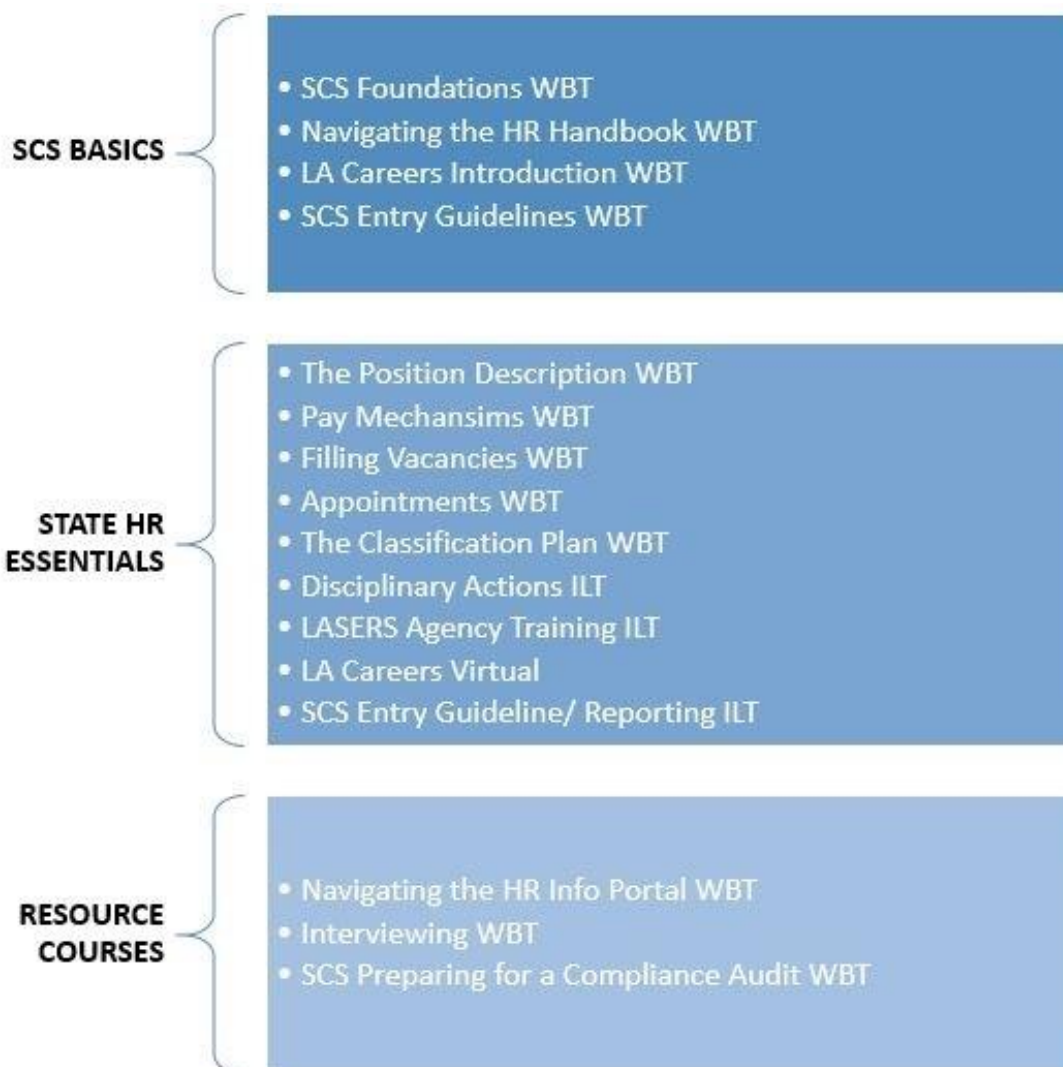 SCS BASICS
• SCS Foundations WBT
• Navigating the HR Handbook WBT
• LA Careers Introduction WBT
• SCS Entry Guidelines WBT
STATE HR
ESSENTIALS
• The Position Description WBT
• Pay Mechansims WBT
• Filling Vacancies WBT
• Appointments WBT
• The Classification Plan WBT
• Disciplinary Actions ILT
• LASERS Agency Training ILT
• LA Careers Virtual
• SCS Entry Guideline/ Reporting ILT
RESOURCE
COURSES
• Navigating the HR Info Portal WBT
• Interviewing WBT
• SCS Preparing for a Compliance Audit WBT